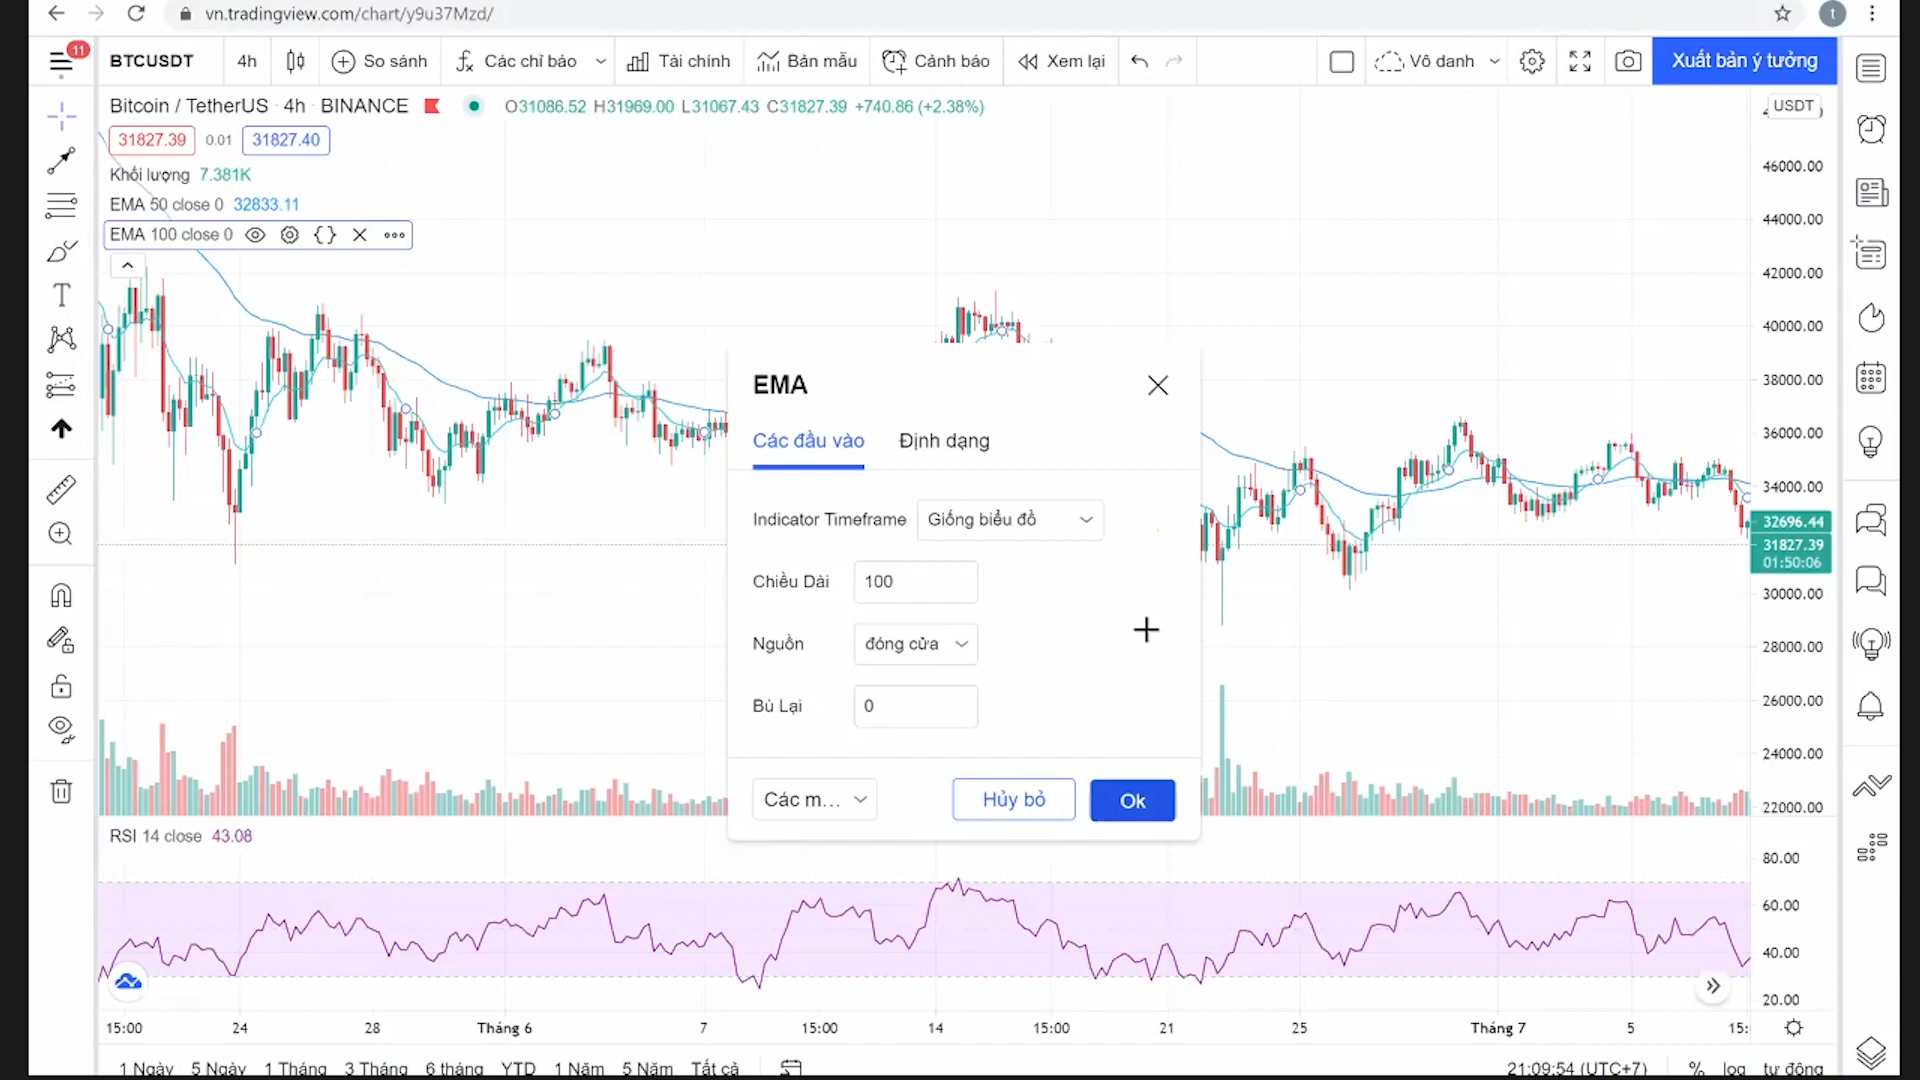 vn.tradingview.com/chart/y9u37Mzd/
t
11
BTCUSDT
4h
So sánh
Các chỉ báo
Tài chính
Bản mẫu
Cảnh báo
Xem lại
Vô danh
Xuất bản ý tưởng
Bitcoin / TetherUS · 4h · BINANCE
O31086.52 H31969.00 L31067.43 C31827.39 +740.86 (+2.38%)
USDT
31827.39
0.01
31827.40
Khối lượng 7.381K
EMA 50 close 0 32833.11
EMA 100 close 0
46000.00
44000.00
42000.00
40000.00
38000.00
36000.00
34000.00
32696.44
31827.39
01:50:06
30000.00
28000.00
26000.00
24000.00
22000.00
EMA
Các đầu vào
Định dạng
Indicator Timeframe
Giống biểu đồ
Chiều Dài
100
Nguồn
đóng cửa
Bù Lại
0
Các m...
Hủy bỏ
Ok
RSI 14 close 43.08
80.00
60.00
40.00
20.00
15:00
24
28
Tháng 6
7
15:00
14
15:00
21
25
Tháng 7
5
15:
1 Ngày
5 Ngày
1 Tháng
3 Tháng
6 tháng
YTD
1 Năm
5 Năm
Tất cả
21:09:54 (UTC+7)
%
log
tự động